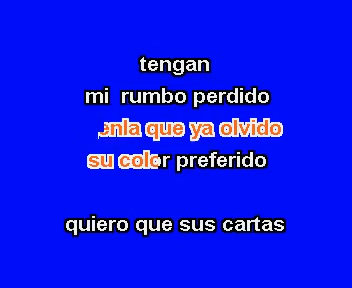 tengan
mi rumbo perdido
que ya olvido
su color preferido
quiero que sus cartas